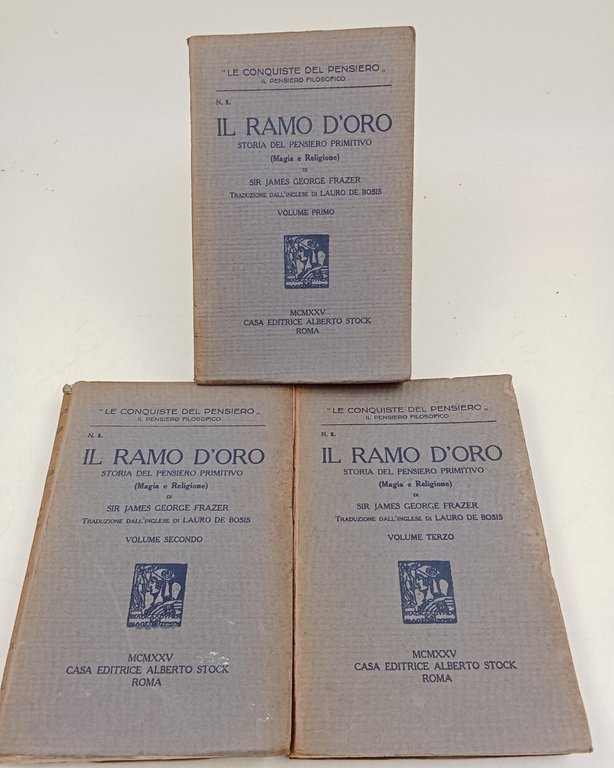 "LE CONQUISTE DEL PENSIERO„
IL PENSIERO FILOSOFICO
N. 2.
IL RAMO D'ORO
STORIA DEL PENSIERO PRIMITIVO
(Magia e Religione)
DI
SIR JAMES GEORGE FRAZER
TRADUZIONE DALL'INGLESE DI LAURO DE BOSIS
VOLUME PRIMO
MCMXXV
CASA EDITRICE ALBERTO STOCK
ROMA
"LE CONQUISTE DEL PENSIERO„
IL PENSIERO FILOSOFICO
N. 2.
IL RAMO D'ORO
STORIA DEL PENSIERO PRIMITIVO
(Magia e Religione)
DI
SIR JAMES GEORGE FRAZER
TRADUZIONE DALL'INGLESE DI LAURO DE BOSIS
VOLUME SECONDO
MCMXXV
CASA EDITRICE ALBERTO STOCK
ROMA
"LE CONQUISTE DEL PENSIERO„
IL PENSIERO FILOSOFICO
N. 2.
IL RAMO D'ORO
STORIA DEL PENSIERO PRIMITIVO
(Magia e Religione)
DI
SIR JAMES GEORGE FRAZER
TRADUZIONE DALL'INGLESE DI LAURO DE BOSIS
VOLUME TERZO
MCMXXV
CASA EDITRICE ALBERTO STOCK
ROMA